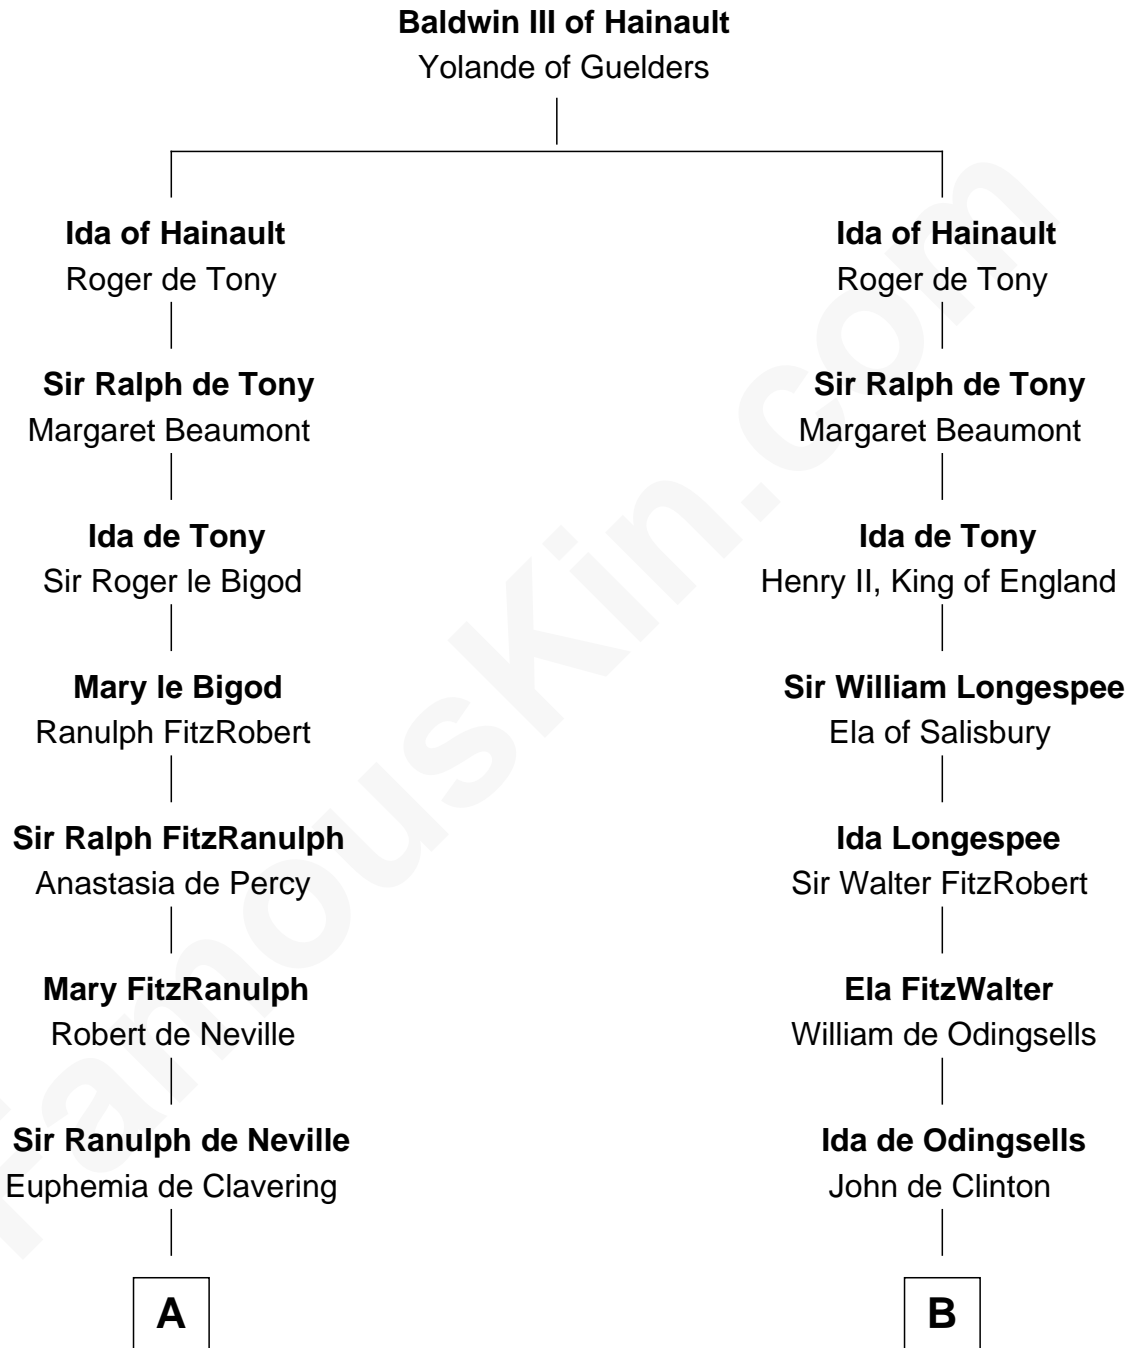 Baldwin III of Hainault
Yolande of Guelders
Ida of Hainault
Roger de Tony
Sir Ralph de Tony
Margaret Beaumont
Ida de Tony
Sir Roger le Bigod
Mary le Bigod
Ranulph FitzRobert
Sir Ralph FitzRanulph
Anastasia de Percy
Mary FitzRanulph
Robert de Neville
Sir Ranulph de Neville
Euphemia de Clavering
A
Ida of Hainault
Roger de Tony
Sir Ralph de Tony
Margaret Beaumont
Ida de Tony
Henry II, King of England
Sir William Longespee
Ela of Salisbury
Ida Longespee
Sir Walter FitzRobert
Ela FitzWalter
William de Odingsells
Ida de Odingsells
John de Clinton
B
FamousKin.com